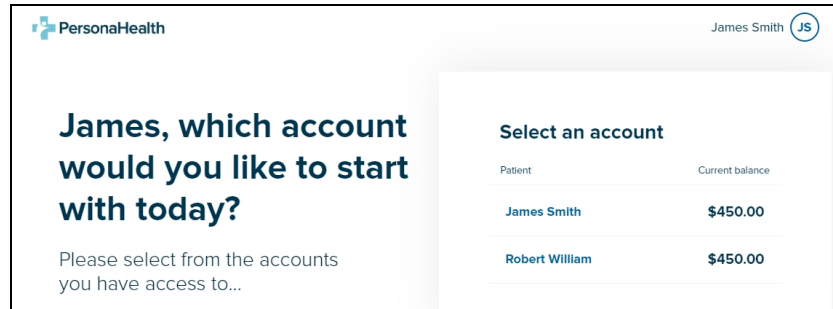 PersonaHealth
James Smith JS
James, which account
would you like to start
with today?
Please select from the accounts
you have access to...
Select an account
Patient Current balance
James Smith $450.00
Robert William $450.00